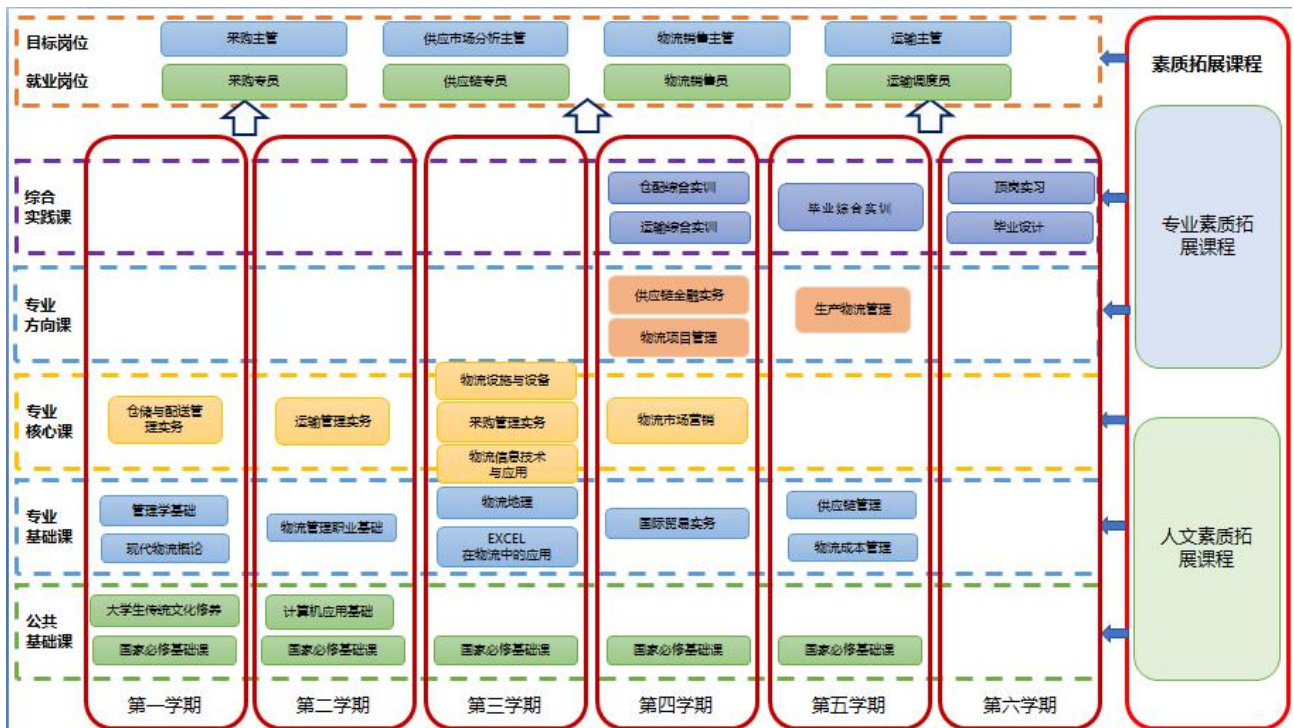 目标岗位
采购主管
供应市场分析主管
物流销售主管
运输主管
就业岗位
采购专员
供应链专员
物流销售员
运输调度员
素质拓展课程
专业素质拓
展课程
人文素质拓
展课程
综合
实践课
仓配综合实训
运输综合实训
毕业综合实训
顶岗实习
毕业设计
专业
方向课
供应链金融实务
物流项目管理
生产物流管理
专业
核心课
仓储与配送管
理实务
运输管理实务
物流设施与设备
采购管理实务
物流信息技术
与应用
物流市场营销
专业
基础课
管理学基础
现代物流概论
物流管理职业基础
物流地理
EXCEL
在物流中的应用
国际贸易实务
供应链管理
物流成本管理
公共
基础课
大学生传统文化修养
国家必修基础课
计算机应用基础
国家必修基础课
国家必修基础课
国家必修基础课
国家必修基础课
第一学期
第二学期
第三学期
第四学期
第五学期
第六学期